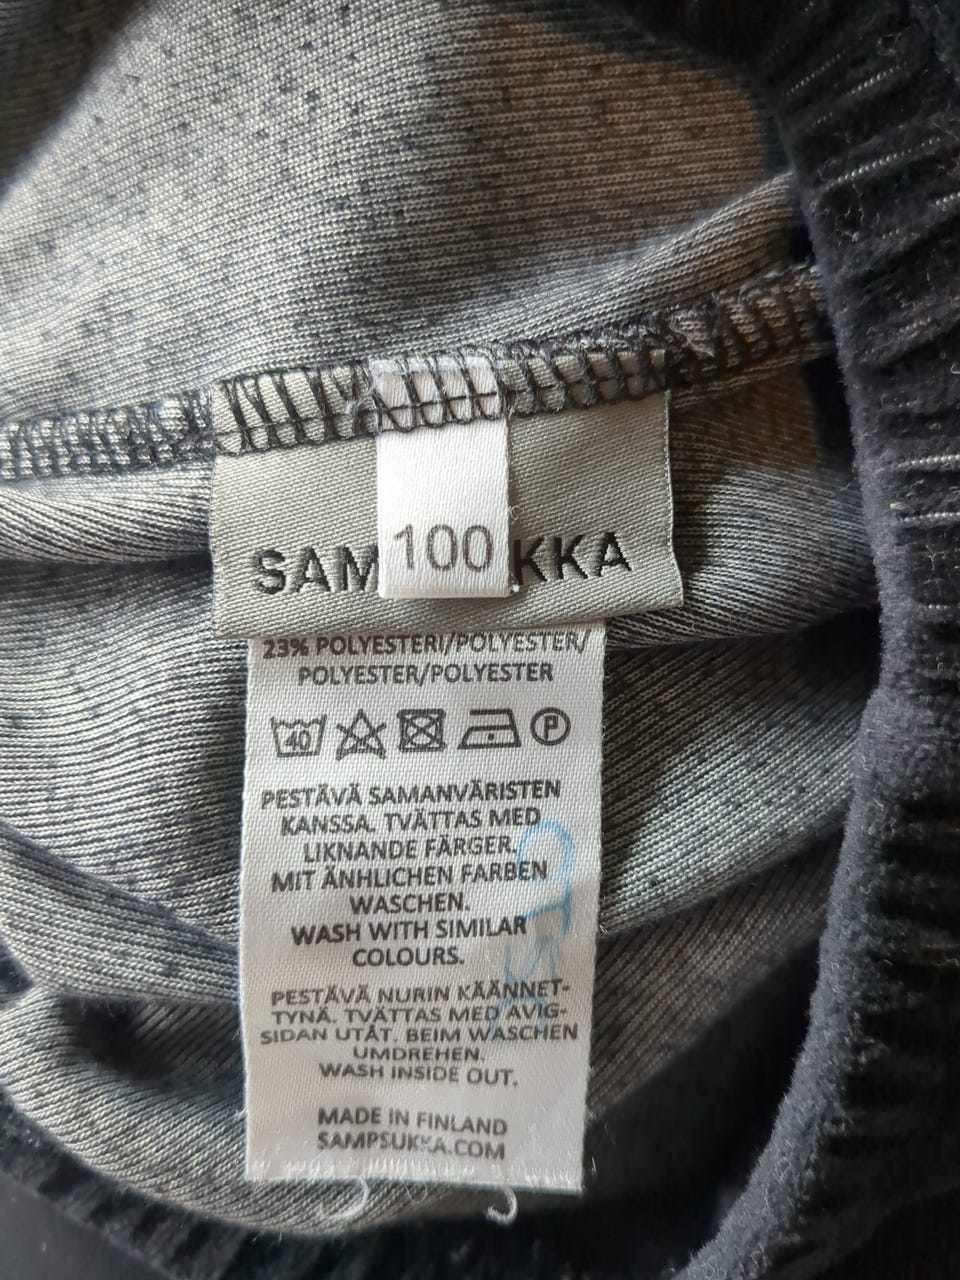 100
SAM KKA
23% POLYESTERI/POLYESTER/
POLYESTER/POLYESTER
40 P
PESTÄVÄ SAMANVÄRISTEN
KANSSA. TVÄTTAS MED
LIKNANDE FÄRGER.
MIT ÄNHLICHEN FARBEN
WASCHEN.
WASH WITH SIMILAR
COLOURS.
PESTÄVÄ NURIN KÄÄNNET-
TYNÄ. TVÄTTAS MED AVIG-
SIDAN UTÅT. BEIM WASCHEN
UMDREHEN.
WASH INSIDE OUT.
MADE IN FINLAND
SAMPSUKKA.COM